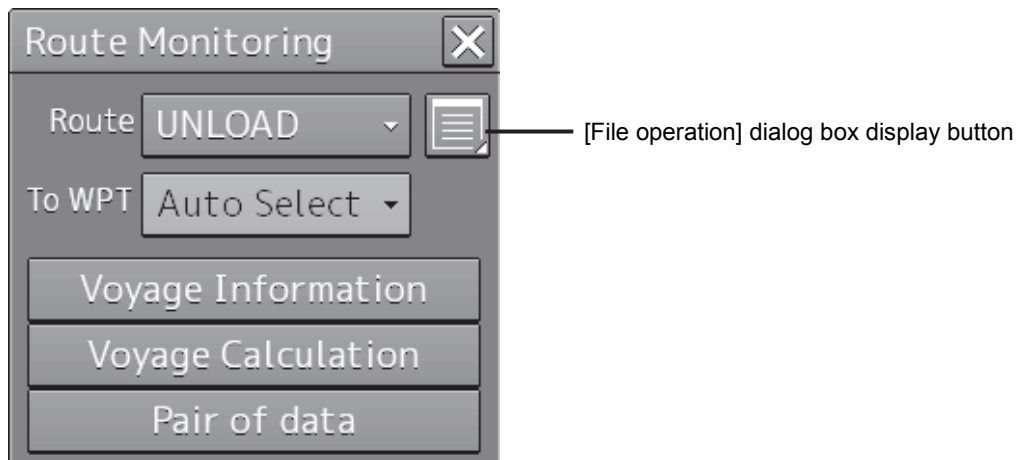 Route Monitoring
Route UNLOAD
[File operation] dialog box display button
To WPT Auto Select
Voyage Information
Voyage Calculation
Pair of data